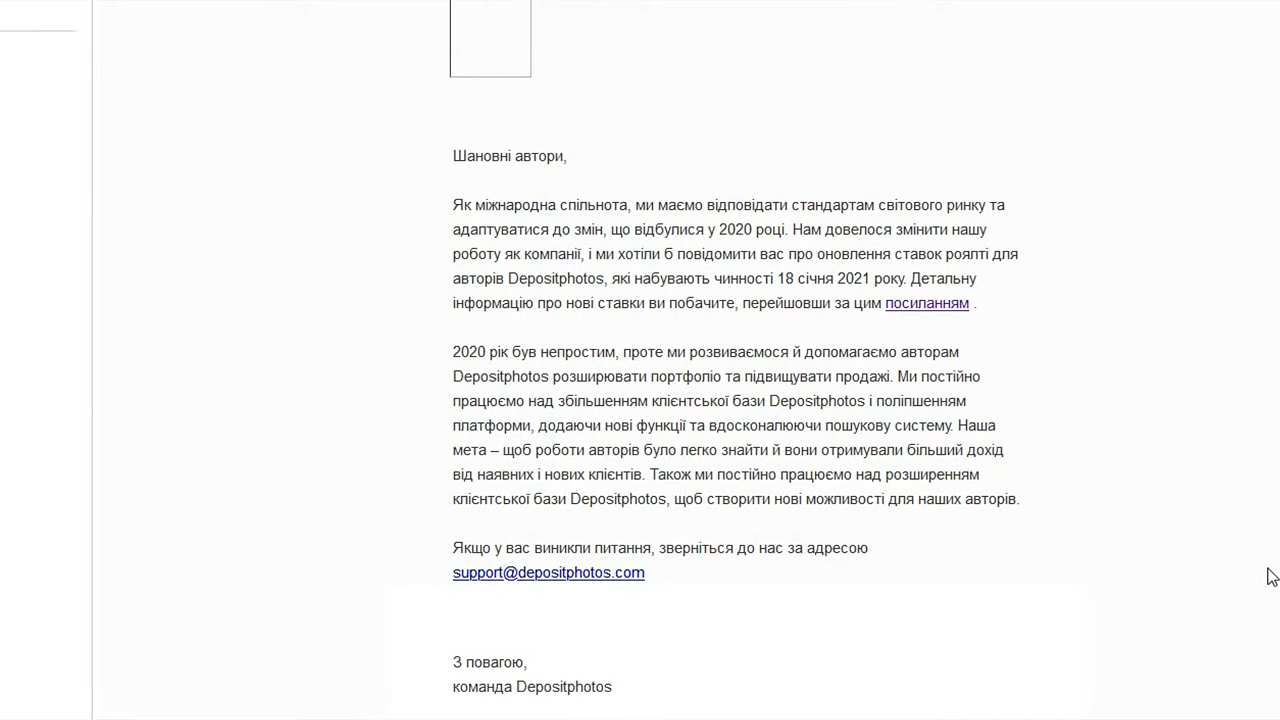 Шановні автори,
Як міжнародна спільнота, ми маємо відповідати стандартам світового ринку та
адаптуватися до змін, що відбулися у 2020 році. Нам довелося змінити нашу
роботу як компанії, і ми хотіли б повідомити вас про оновлення ставок роялті для
авторів Depositphotos, які набувають чинності 18 січня 2021 року. Детальну
інформацію про нові ставки ви побачите, перейшовши за цим посиланням .
2020 рік був непростим, проте ми розвиваємося й допомагаємо авторам
Depositphotos розширювати портфоліо та підвищувати продажі. Ми постійно
працюємо над збільшенням клієнтської бази Depositphotos і поліпшенням
платформи, додаючи нові функції та вдосконалюючи пошукову систему. Наша
мета – щоб роботи авторів було легко знайти й вони отримували більший дохід
від наявних і нових клієнтів. Також ми постійно працюємо над розширенням
клієнтської бази Depositphotos, щоб створити нові можливості для наших авторів.
Якщо у вас виникли питання, зверніться до нас за адресою
support@depositphotos.com
З повагою,
команда Depositphotos